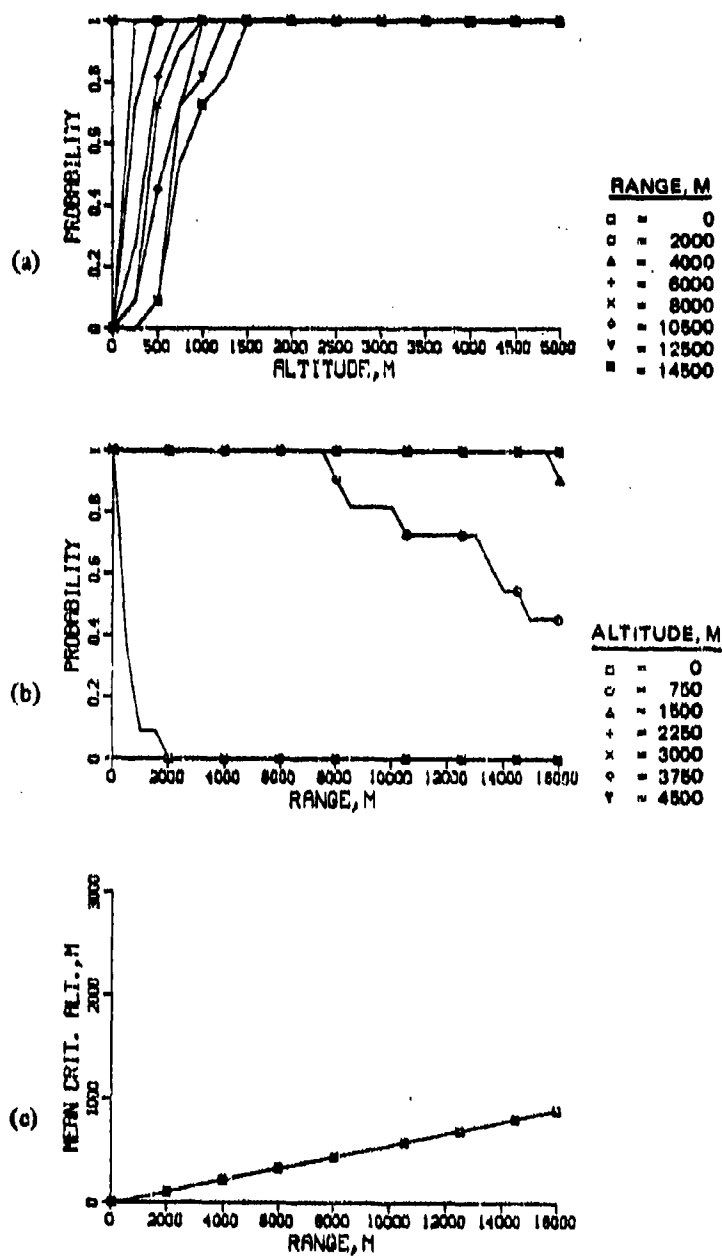 (a)
PROBABILITY
0 0.2 0.4 0.6 0.8 1
0 500 1000 1500 2000 2500 3000 3500 4000 4500 5000
ALTITUDE, M
RANGE, M
= 0
= 2000
= 4000
= 6000
= 8000
= 10500
= 12500
= 14500
(b)
PROBABILITY
0 0.2 0.4 0.6 0.8 1
0 2000 4000 6000 8000 10000 12000 14000 16000
RANGE, M
ALTITUDE, M
= 0
= 750
= 1500
= 2250
= 3000
= 3750
= 4500
(c)
MEAN CRIT. ALT., M
0 1000 2000 3000
0 2000 4000 6000 8000 10000 12000 14000 16000
RANGE, M